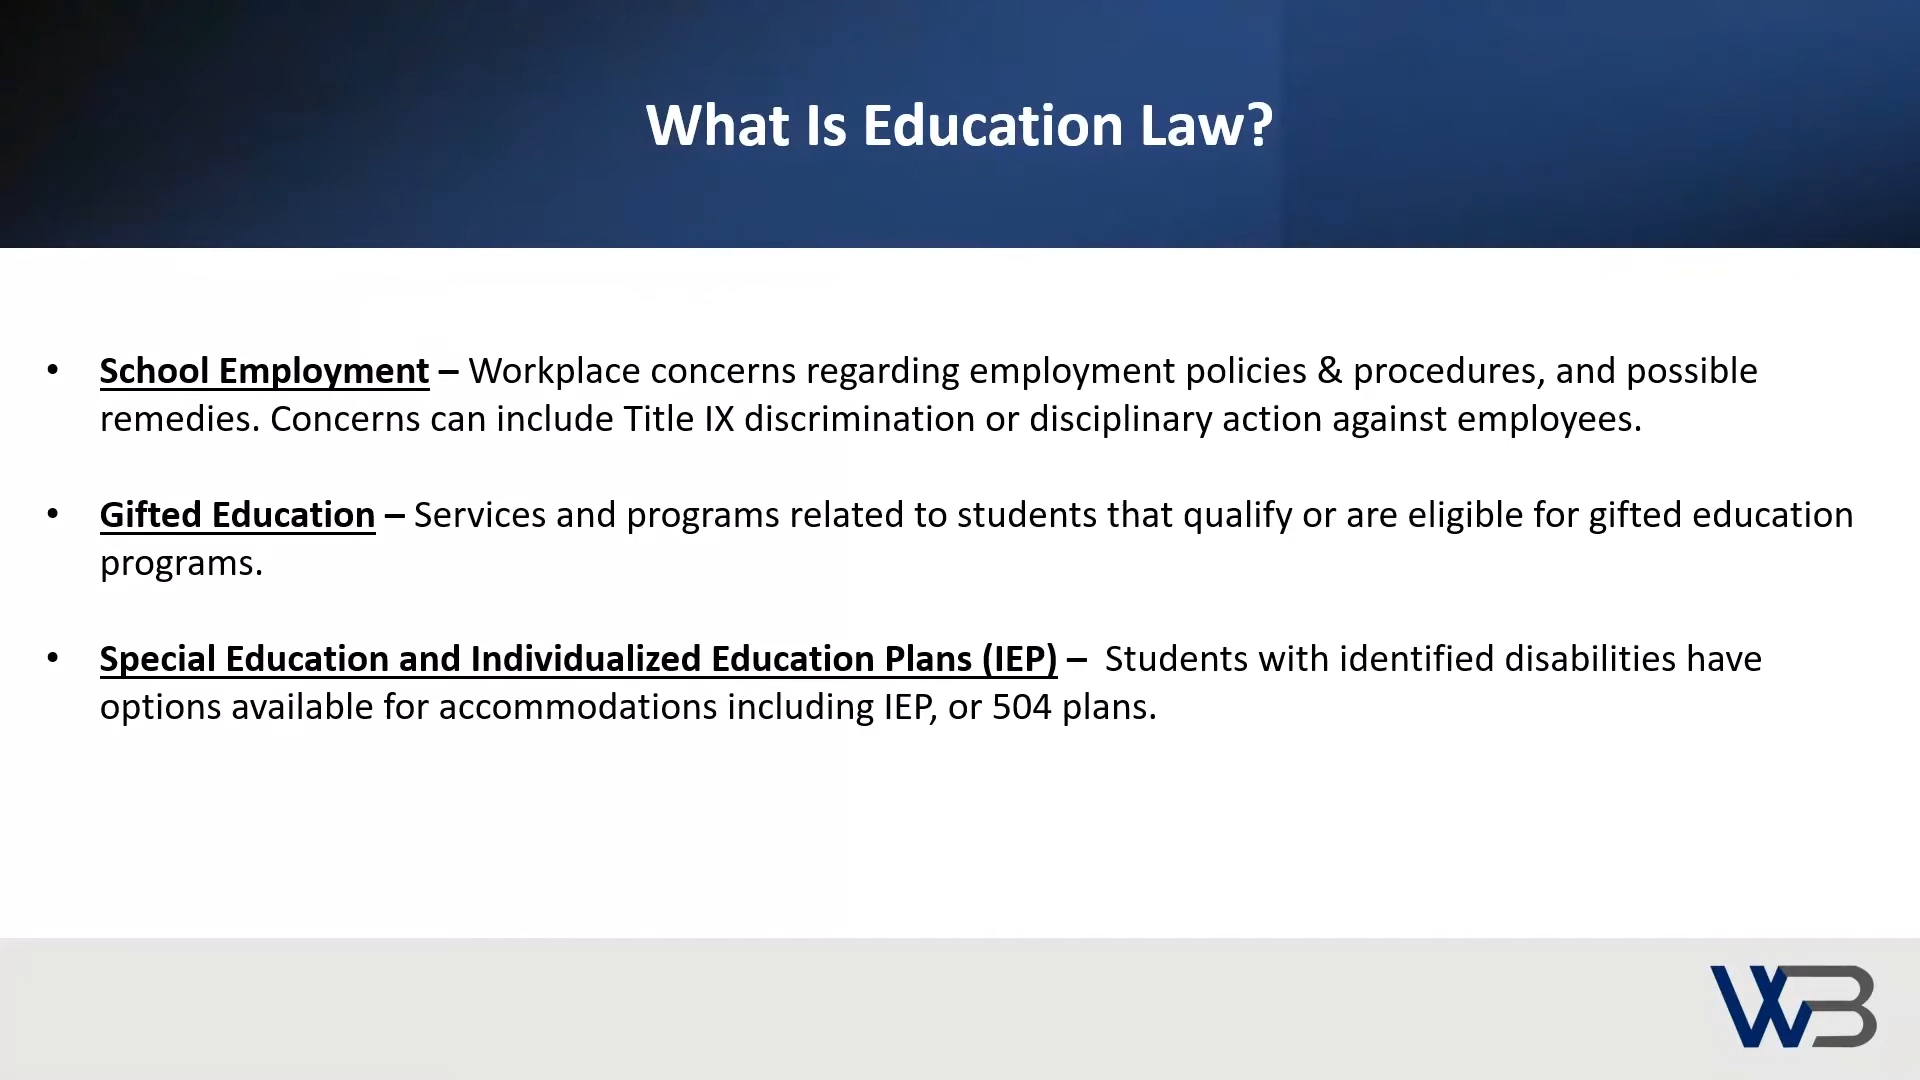 What Is Education Law?
• School Employment – Workplace concerns regarding employment policies & procedures, and possible
remedies. Concerns can include Title IX discrimination or disciplinary action against employees.
• Gifted Education – Services and programs related to students that qualify or are eligible for gifted education
programs.
• Special Education and Individualized Education Plans (IEP) –  Students with identified disabilities have
options available for accommodations including IEP, or 504 plans.
WB